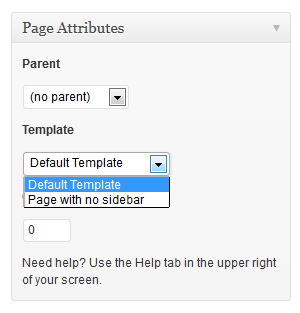 Page Attributes
Parent
(no parent)
Template
Default Template
Default Template
Page with no sidebar
0
Need help? Use the Help tab in the upper right
of your screen.